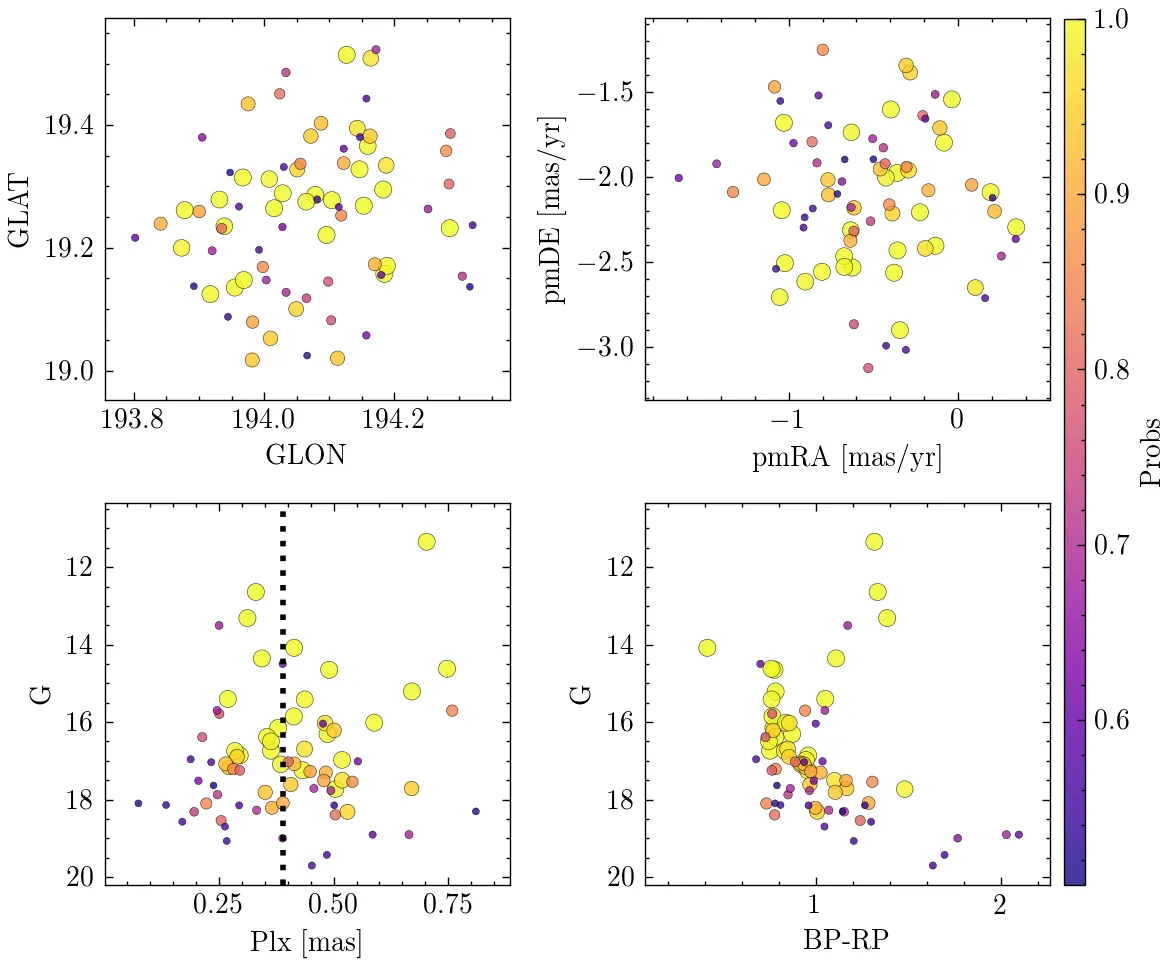 19.4
19.2
19.0
GLAT
193.8 194.0 194.2
GLON
−1.5
−2.0
−2.5
−3.0
pmDE [mas/yr]
−1 0
pmRA [mas/yr]
1.0
0.9
0.8
0.7
0.6
Probs
12
14
16
18
20
G
0.25 0.50 0.75
Plx [mas]
12
14
16
18
20
G
1 2
BP-RP